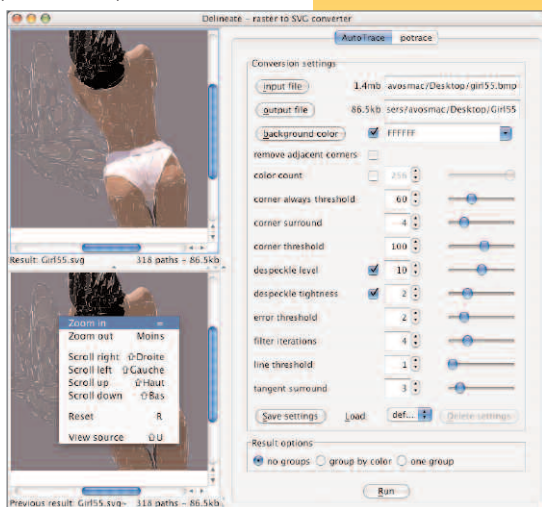 Delineate – raster to SVG converter
AutoTrace potrace
Conversion settings
input file 1.4mb avosmac/Desktop/girl55.bmp
output file 86.5kb sers/avosmac/Desktop/Girl55
background color FFFFFF
remove adjacent corners
color count 256
corner always threshold 60
corner surround 4
corner threshold 100
despeckle level 10
despeckle tightness 2
error threshold 2
filter iterations 4
line threshold 1
tangent surround 3
Save settings Load: def... Delete settings
Result options
no groups group by color one group
Run
Result: Girl55.svg 318 paths – 86.5kb
Zoom in =
Zoom out Moins
Scroll right ⇧Droite
Scroll left ⇧Gauche
Scroll up ⇧Haut
Scroll down ⇧Bas
Reset R
View source ⇧U
Previous result: Girl55.svg~ 318 paths – 86.5kb